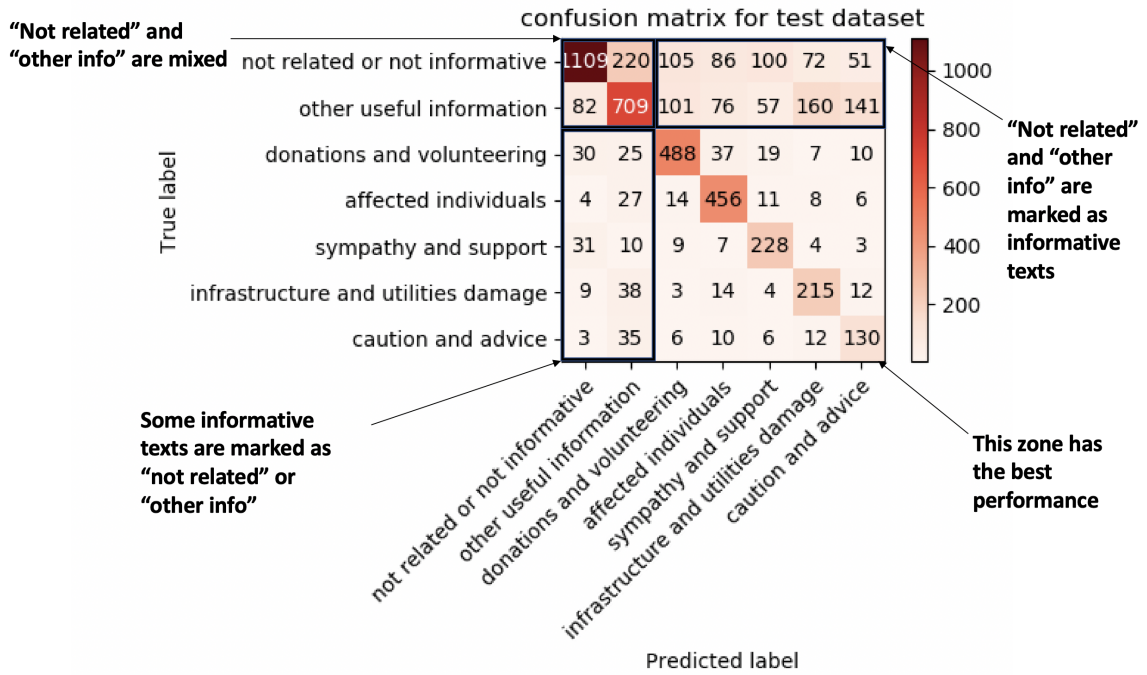 confusion matrix for test dataset
“Not related” and
“other info” are mixed
not related or not informative 1109 220 105 86 100 72 51
other useful information 82 709 101 76 57 160 141
donations and volunteering 30 25 488 37 19 7 10
affected individuals 4 27 14 456 11 8 6
sympathy and support 31 10 9 7 228 4 3
infrastructure and utilities damage 9 38 3 14 4 215 12
caution and advice 3 35 6 10 6 12 130
True label
1000
800
600
400
200
“Not related”
and “other
info” are
marked as
informative
texts
Some informative
texts are marked as
“not related” or
“other info”
This zone has
the best
performance
not related or not informative
other useful information
donations and volunteering
affected individuals
sympathy and support
infrastructure and utilities damage
caution and advice
Predicted label